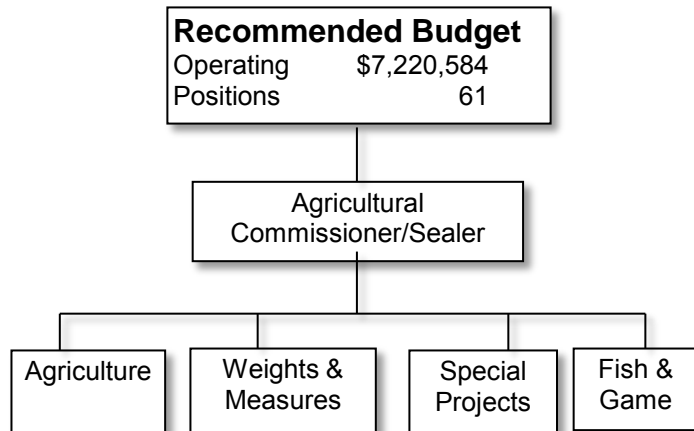 Recommended Budget
Operating $7,220,584
Positions 61
Agricultural
Commissioner/Sealer
Agriculture
Weights &
Measures
Special
Projects
Fish &
Game